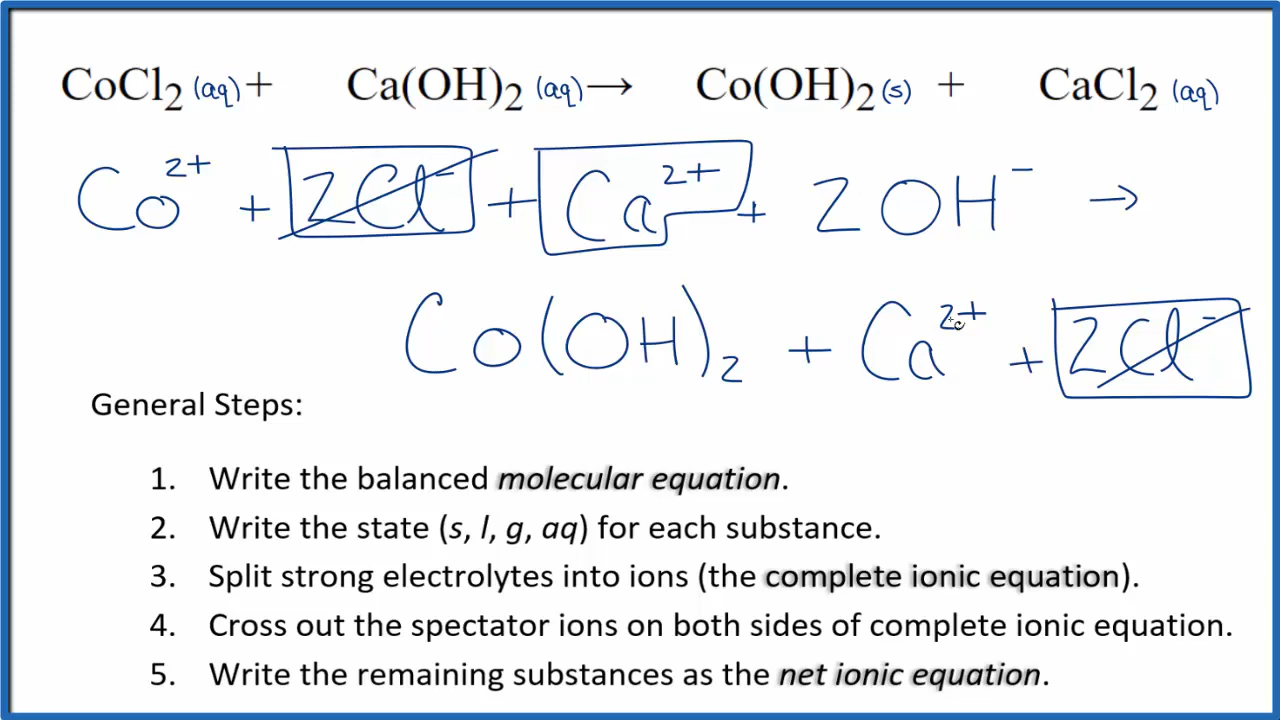 CoCl₂ (aq) + Ca(OH)₂ (aq) → Co(OH)₂ (s) + CaCl₂ (aq)
Co²⁺ + 2Cl⁻ + Ca²⁺ + 2OH⁻ →
Co(OH)₂ + Ca²⁺ + 2Cl⁻
General Steps:
1. Write the balanced molecular equation.
2. Write the state (s, l, g, aq) for each substance.
3. Split strong electrolytes into ions (the complete ionic equation).
4. Cross out the spectator ions on both sides of complete ionic equation.
5. Write the remaining substances as the net ionic equation.